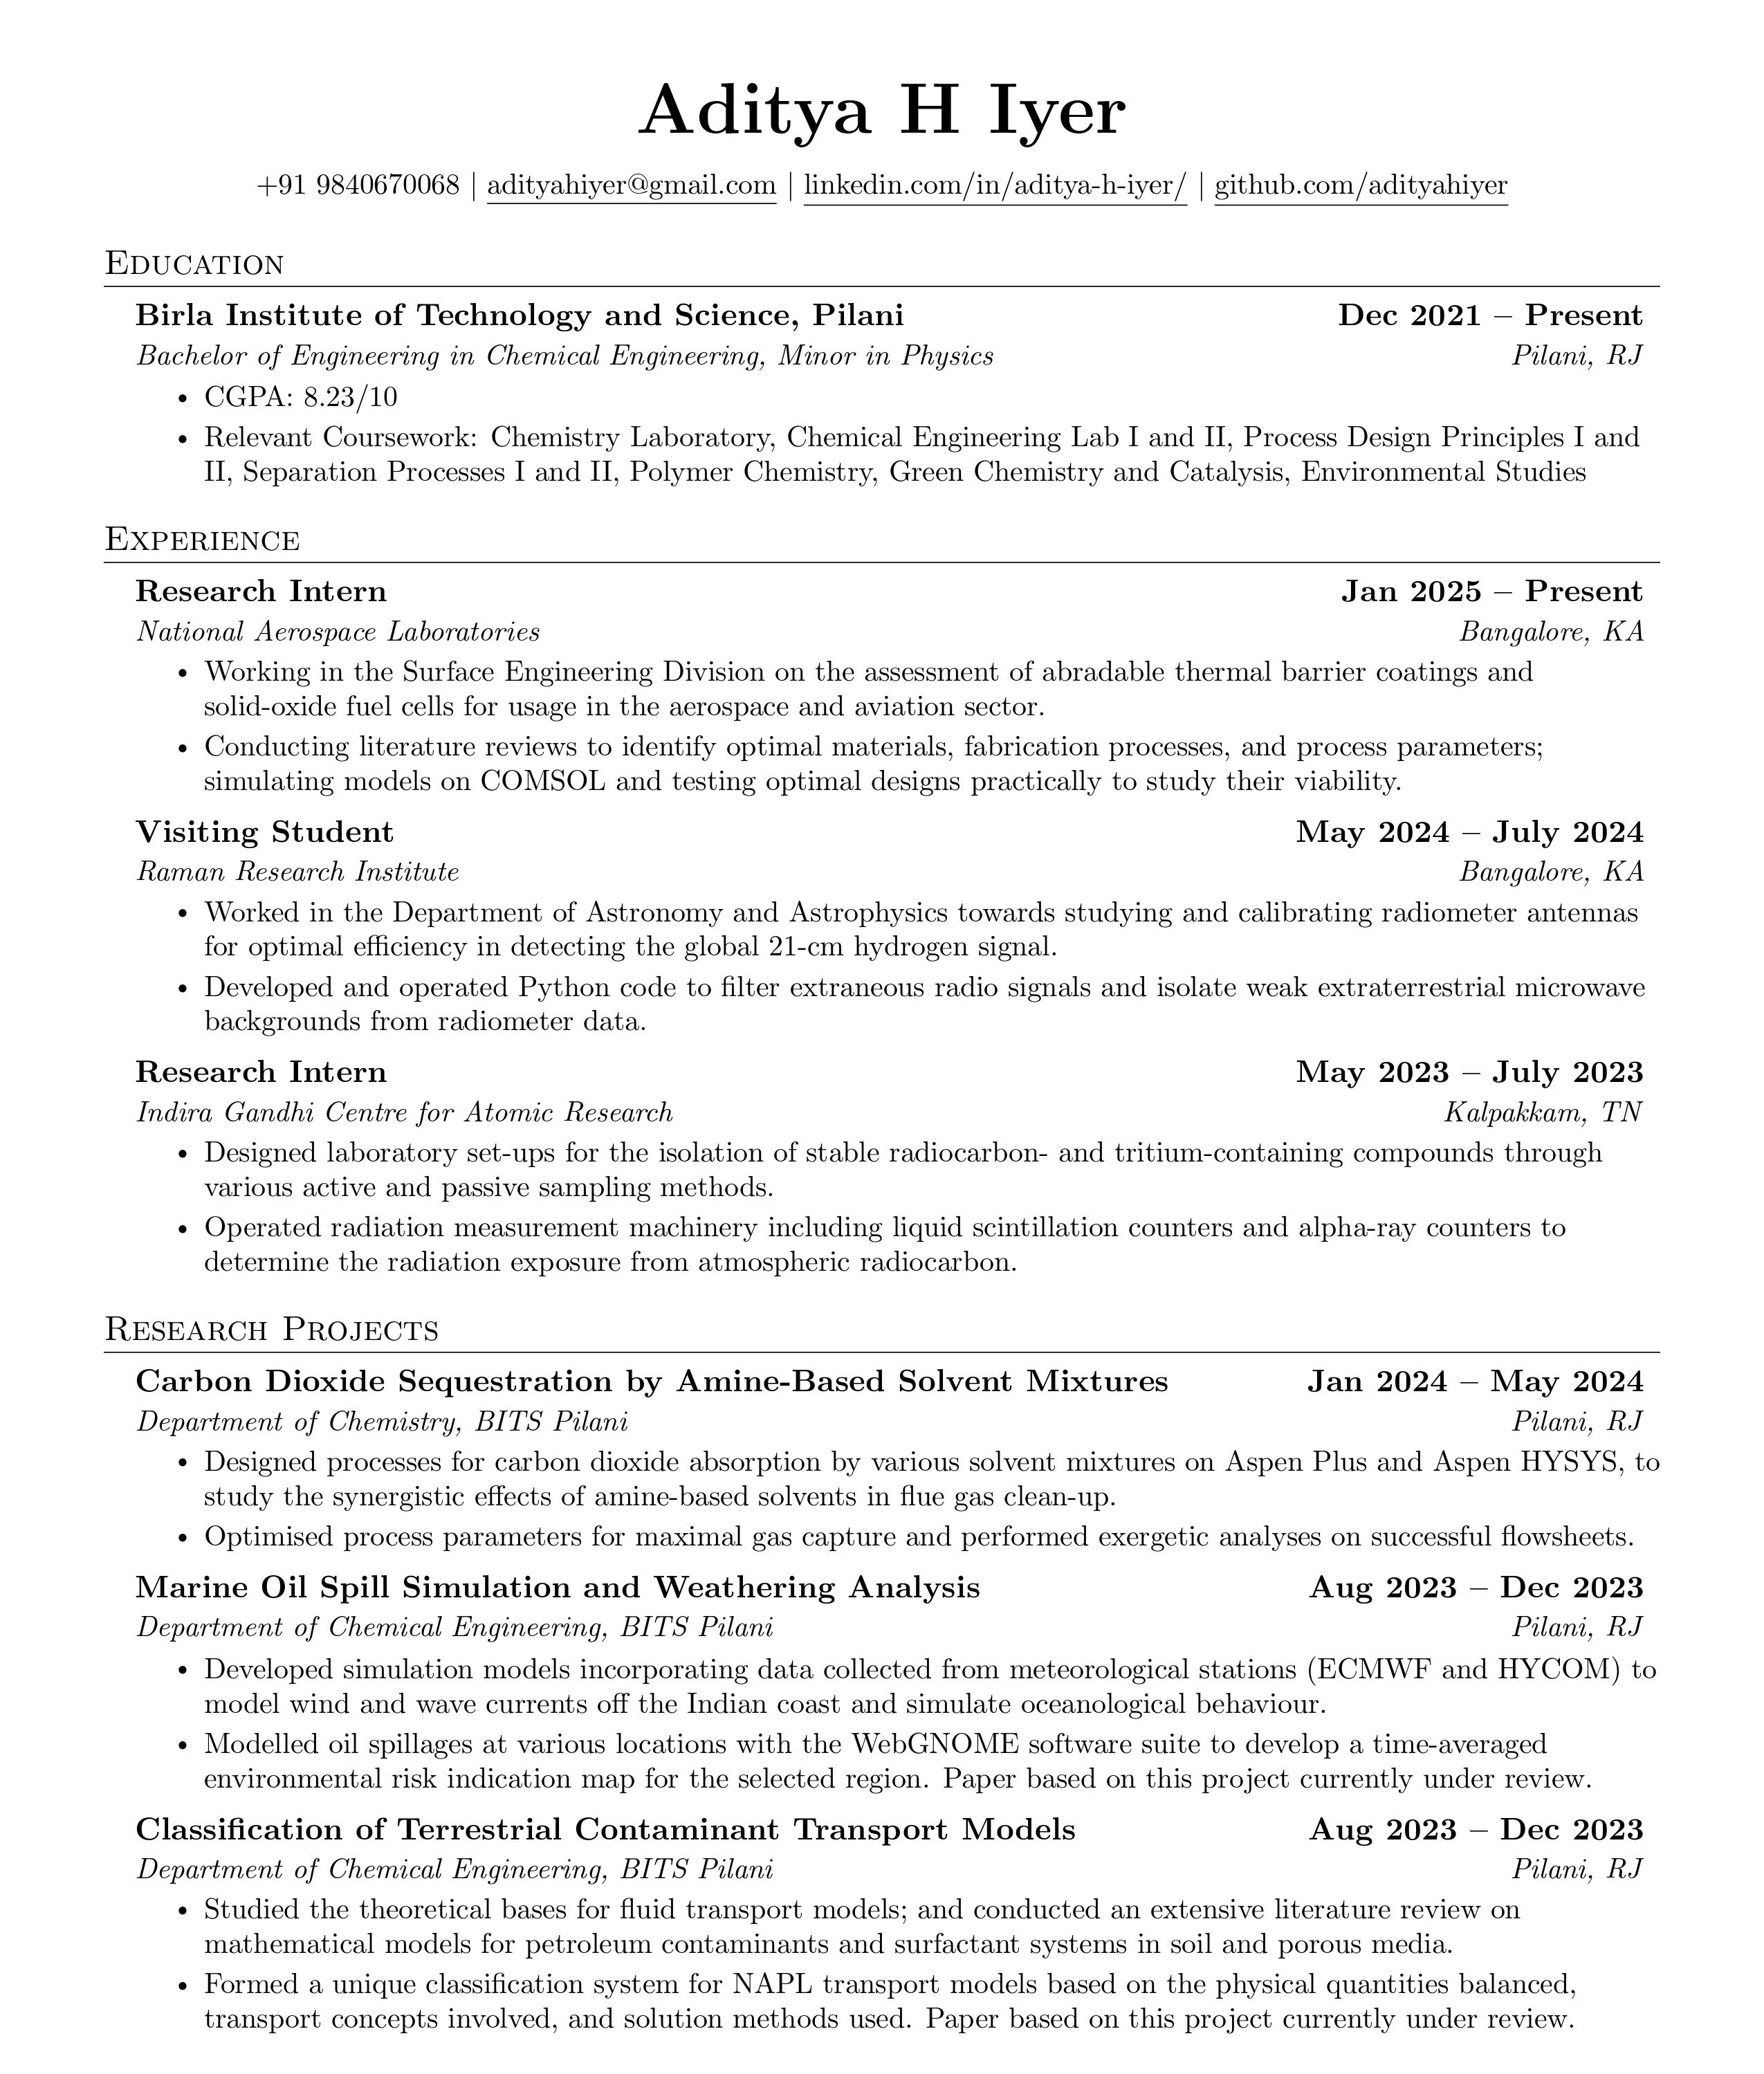 Aditya H Iyer
+91 9840670068 | adityahiyer@gmail.com | linkedin.com/in/aditya-h-iyer/ | github.com/adityahiyer
Education
Birla Institute of Technology and Science, Pilani Dec 2021 – Present
Bachelor of Engineering in Chemical Engineering, Minor in Physics Pilani, RJ
• CGPA: 8.23/10
• Relevant Coursework: Chemistry Laboratory, Chemical Engineering Lab I and II, Process Design Principles I and
II, Separation Processes I and II, Polymer Chemistry, Green Chemistry and Catalysis, Environmental Studies
Experience
Research Intern Jan 2025 – Present
National Aerospace Laboratories Bangalore, KA
• Working in the Surface Engineering Division on the assessment of abradable thermal barrier coatings and
solid-oxide fuel cells for usage in the aerospace and aviation sector.
• Conducting literature reviews to identify optimal materials, fabrication processes, and process parameters;
simulating models on COMSOL and testing optimal designs practically to study their viability.
Visiting Student May 2024 – July 2024
Raman Research Institute Bangalore, KA
• Worked in the Department of Astronomy and Astrophysics towards studying and calibrating radiometer antennas
for optimal efficiency in detecting the global 21-cm hydrogen signal.
• Developed and operated Python code to filter extraneous radio signals and isolate weak extraterrestrial microwave
backgrounds from radiometer data.
Research Intern May 2023 – July 2023
Indira Gandhi Centre for Atomic Research Kalpakkam, TN
• Designed laboratory set-ups for the isolation of stable radiocarbon- and tritium-containing compounds through
various active and passive sampling methods.
• Operated radiation measurement machinery including liquid scintillation counters and alpha-ray counters to
determine the radiation exposure from atmospheric radiocarbon.
Research Projects
Carbon Dioxide Sequestration by Amine-Based Solvent Mixtures Jan 2024 – May 2024
Department of Chemistry, BITS Pilani Pilani, RJ
• Designed processes for carbon dioxide absorption by various solvent mixtures on Aspen Plus and Aspen HYSYS, to
study the synergistic effects of amine-based solvents in flue gas clean-up.
• Optimised process parameters for maximal gas capture and performed exergetic analyses on successful flowsheets.
Marine Oil Spill Simulation and Weathering Analysis Aug 2023 – Dec 2023
Department of Chemical Engineering, BITS Pilani Pilani, RJ
• Developed simulation models incorporating data collected from meteorological stations (ECMWF and HYCOM) to
model wind and wave currents off the Indian coast and simulate oceanological behaviour.
• Modelled oil spillages at various locations with the WebGNOME software suite to develop a time-averaged
environmental risk indication map for the selected region. Paper based on this project currently under review.
Classification of Terrestrial Contaminant Transport Models Aug 2023 – Dec 2023
Department of Chemical Engineering, BITS Pilani Pilani, RJ
• Studied the theoretical bases for fluid transport models; and conducted an extensive literature review on
mathematical models for petroleum contaminants and surfactant systems in soil and porous media.
• Formed a unique classification system for NAPL transport models based on the physical quantities balanced,
transport concepts involved, and solution methods used. Paper based on this project currently under review.